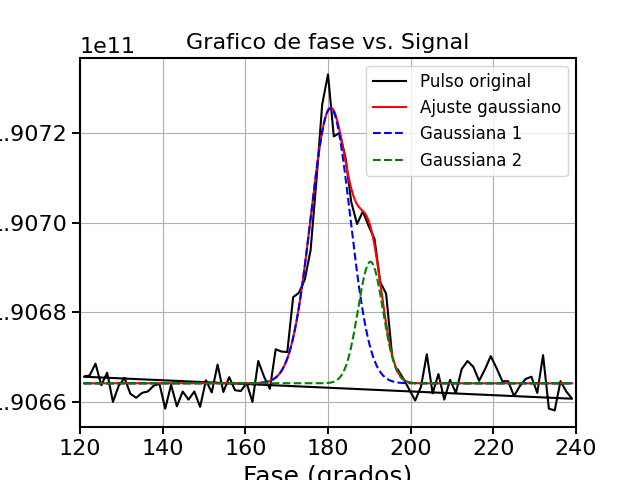 Grafico de fase vs. Signal
1e11
Pulso original
Ajuste gaussiano
Gaussiana 1
Gaussiana 2
.9072
.9070
.9068
.9066
120 140 160 180 200 220 240
Fase (grados)